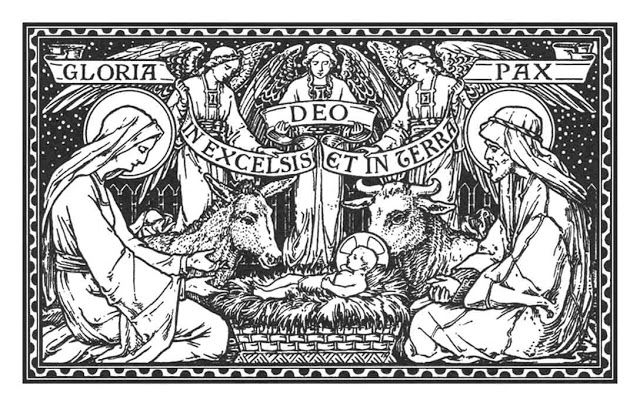 GLORIA
IN EXCELSIS
DEO
ET IN TERRA
PAX